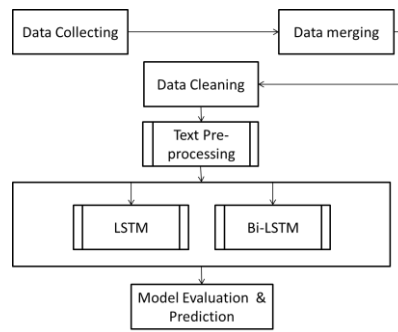 Data Collecting
Data merging
Data Cleaning
Text Pre-
processing
LSTM
Bi-LSTM
Model Evaluation &
Prediction